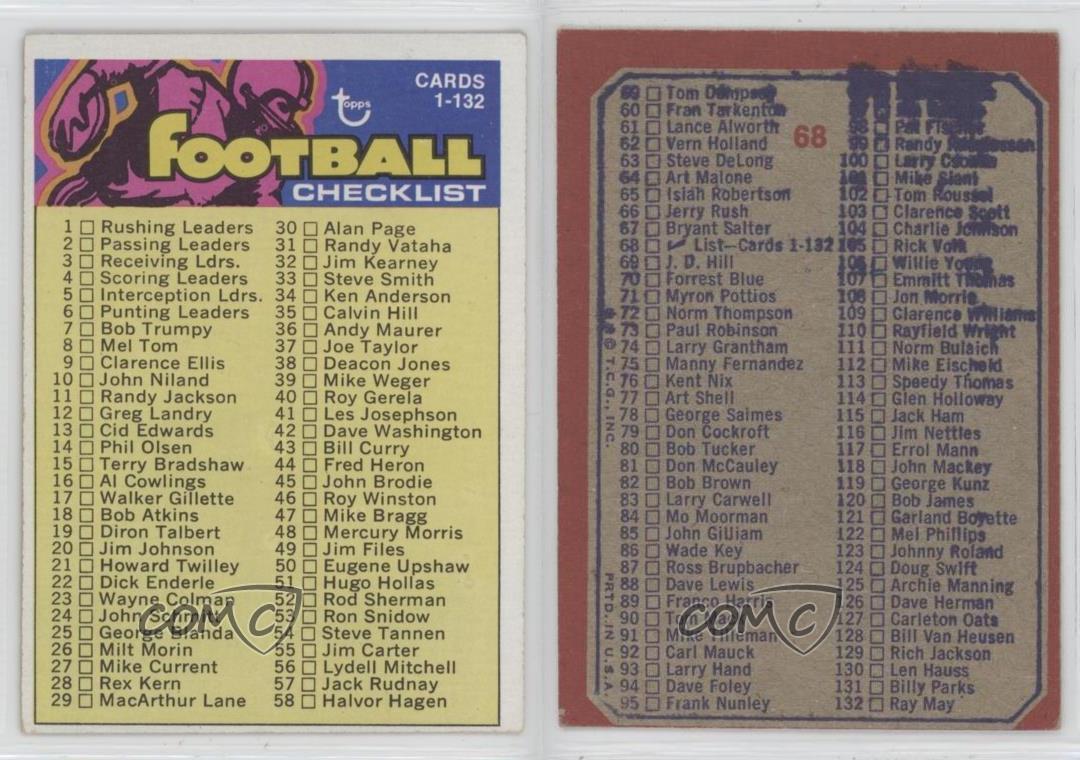 CARDS
1-132
topps
FOOTBALL
CHECKLIST
1 Rushing Leaders
2 Passing Leaders
3 Receiving Ldrs.
4 Scoring Leaders
5 Interception Ldrs.
6 Punting Leaders
7 Bob Trumpy
8 Mel Tom
9 Clarence Ellis
10 John Niland
11 Randy Jackson
12 Greg Landry
13 Cid Edwards
14 Phil Olsen
15 Terry Bradshaw
16 Al Cowlings
17 Walker Gillette
18 Bob Atkins
19 Diron Talbert
20 Jim Johnson
21 Howard Twilley
22 Dick Enderle
23 Wayne Colman
24 John Schmitt
25 George Blanda
26 Milt Morin
27 Mike Current
28 Rex Kern
29 MacArthur Lane
30 Alan Page
31 Randy Vataha
32 Jim Kearney
33 Steve Smith
34 Ken Anderson
35 Calvin Hill
36 Andy Maurer
37 Joe Taylor
38 Deacon Jones
39 Mike Weger
40 Roy Gerela
41 Les Josephson
42 Dave Washington
43 Bill Curry
44 Fred Heron
45 John Brodie
46 Roy Winston
47 Mike Bragg
48 Mercury Morris
49 Jim Files
50 Eugene Upshaw
51 Hugo Hollas
52 Rod Sherman
53 Ron Snidow
54 Steve Tannen
55 Jim Carter
56 Lydell Mitchell
57 Jack Rudnay
58 Halvor Hagen
COMC
68
Tom Dempsey
60 Fran Tarkenton
61 Lance Alworth
62 Vern Holland
63 Steve DeLong
64 Art Malone
65 Isiah Robertson
66 Jerry Rush
67 Bryant Salter
68 List—Cards 1-132
69 J. D. Hill
70 Forrest Blue
71 Myron Pottios
72 Norm Thompson
73 Paul Robinson
74 Larry Grantham
75 Manny Fernandez
76 Kent Nix
77 Art Shell
78 George Saimes
79 Don Cockroft
80 Bob Tucker
81 Don McCauley
82 Bob Brown
83 Larry Carwell
84 Mo Moorman
85 John Gilliam
86 Wade Key
87 Ross Brupbacher
88 Dave Lewis
89 Franco Harris
90 Tom
91 Mike
92 Carl Mauck
93 Larry Hand
94 Dave Foley
95 Frank Nunley
98 Pat
99 Randy
100 Larry Csonka
101 Mike Siani
102 Tom Roussel
103 Clarence Scott
104 Charlie Johnson
105 Rick Volk
106 Willie Young
107 Emmitt Thomas
108 Jon Morris
109 Clarence Williams
110 Rayfield Wright
111 Norm Bulaich
112 Mike Eischeid
113 Speedy Thomas
114 Glen Holloway
115 Jack Ham
116 Jim Nettles
117 Errol Mann
118 John Mackey
119 George Kunz
120 Bob James
121 Garland Boyette
122 Mel Phillips
123 Johnny Roland
124 Doug Swift
125 Archie Manning
126 Dave Herman
127 Carleton Oats
128 Bill Van Heusen
129 Rich Jackson
130 Len Hauss
131 Billy Parks
132 Ray May
**© T.C.G., INC.
PRTD. IN U.S.A.
COMC